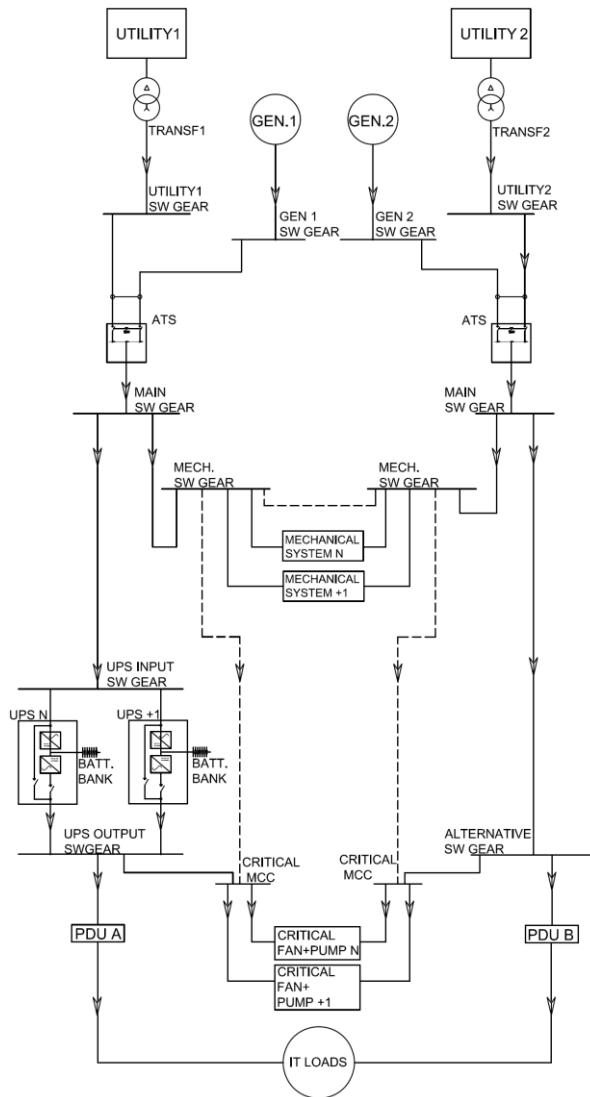 UTILITY1
UTILITY 2
TRANSF1
GEN.1
GEN.2
TRANSF2
UTILITY1
SW GEAR
GEN 1
SW GEAR
GEN 2
SW GEAR
UTILITY2
SW GEAR
ATS
ATS
MAIN
SW GEAR
MAIN
SW GEAR
MECH.
SW GEAR
MECH.
SW GEAR
MECHANICAL
SYSTEM N
MECHANICAL
SYSTEM +1
UPS INPUT
SW GEAR
UPS N
UPS +1
BATT.
BANK
BATT.
BANK
UPS OUTPUT
SWGEAR
CRITICAL
MCC
CRITICAL
MCC
ALTERNATIVE
SW GEAR
PDU A
CRITICAL
FAN+PUMP N
CRITICAL
FAN+
PUMP +1
PDU B
IT LOADS